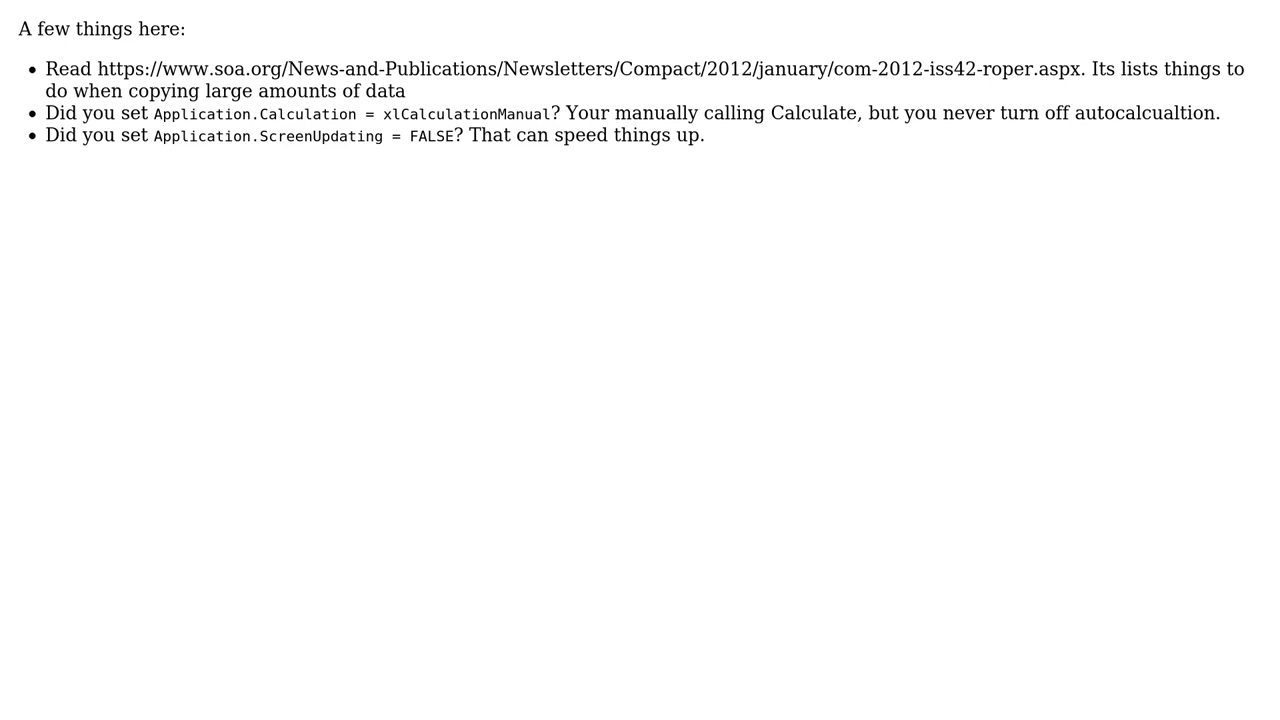 A few things here:
• Read https://www.soa.org/News-and-Publications/Newsletters/Compact/2012/january/com-2012-iss42-roper.aspx. Its lists things to
do when copying large amounts of data
• Did you set Application.Calculation = xlCalculationManual? Your manually calling Calculate, but you never turn off autocalcualtion.
• Did you set Application.ScreenUpdating = FALSE? That can speed things up.